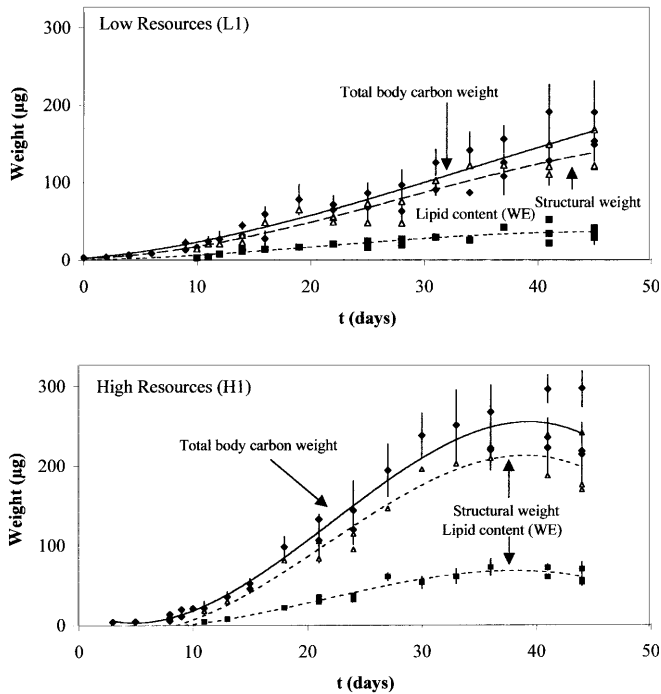 Low Resources (L1)
300
200
100
0
Weight (µg)
Total body carbon weight
Structural weight
Lipid content (WE)
0 10 20 30 40 50
t (days)
High Resources (H1)
300
200
100
0
Weight (µg)
Total body carbon weight
Structural weight
Lipid content (WE)
0 10 20 30 40 50
t (days)